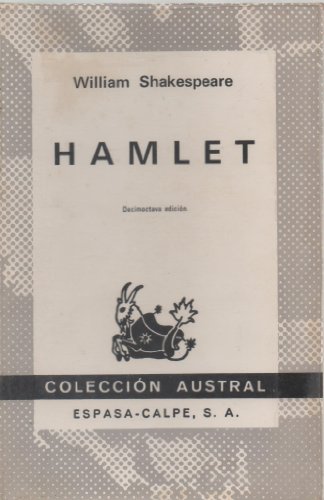 William Shakespeare
HAMLET
Decimoctava edición
COLECCIÓN AUSTRAL
ESPASA-CALPE, S. A.